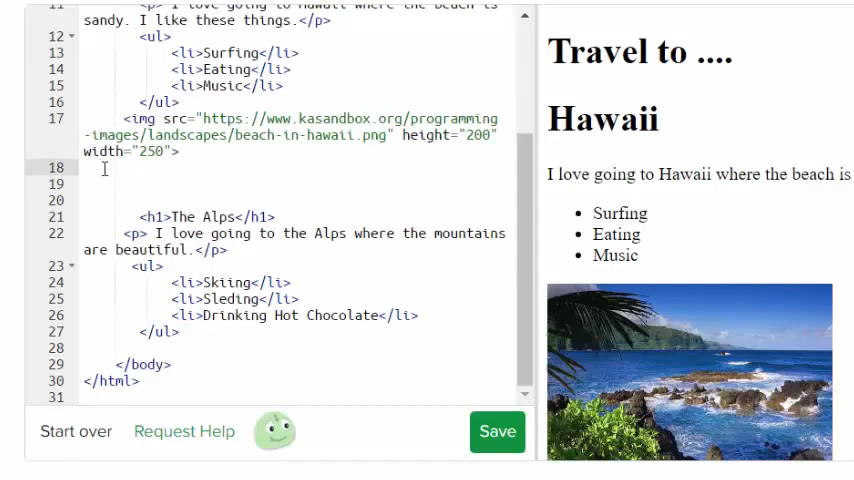 11 <p> I love going to Hawaii where the beach is
sandy. I like these things.</p>
12 <ul>
13 <li>Surfing</li>
14 <li>Eating</li>
15 <li>Music</li>
16 </ul>
17 <img src="https://www.kasandbox.org/programming
-images/landscapes/beach-in-hawaii.png" height="200"
width="250">
18
19
20
21 <h1>The Alps</h1>
22 <p> I love going to the Alps where the mountains
are beautiful.</p>
23 <ul>
24 <li>Skiing</li>
25 <li>Sleding</li>
26 <li>Drinking Hot Chocolate</li>
27 </ul>
28
29 </body>
30 </html>
31
Start over Request Help Save
Travel to ....
Hawaii
I love going to Hawaii where the beach is
• Surfing
• Eating
• Music